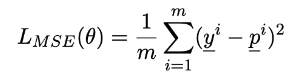 L_{MSE}(θ) = \frac{1}{m} \sum_{i=1}^{m} (\underline{y}^i - \underline{p}^i)^2